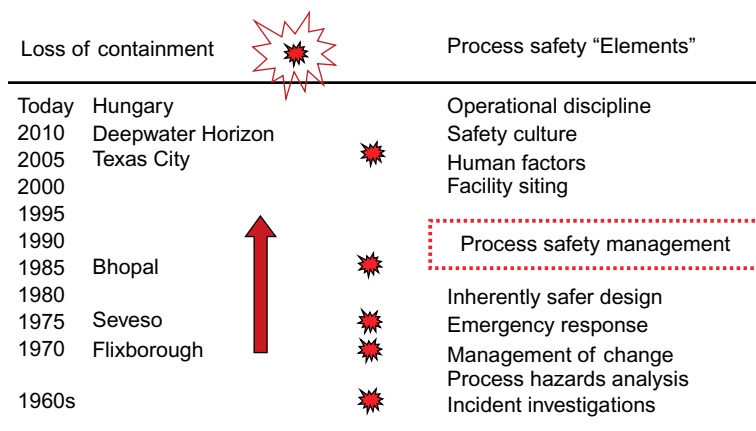 Loss of containment Process safety “Elements”
Today Hungary Operational discipline
2010 Deepwater Horizon Safety culture
2005 Texas City Human factors
2000 Facility siting
1995
1990 Process safety management
1985 Bhopal
1980 Inherently safer design
1975 Seveso Emergency response
1970 Flixborough Management of change
Process hazards analysis
1960s Incident investigations